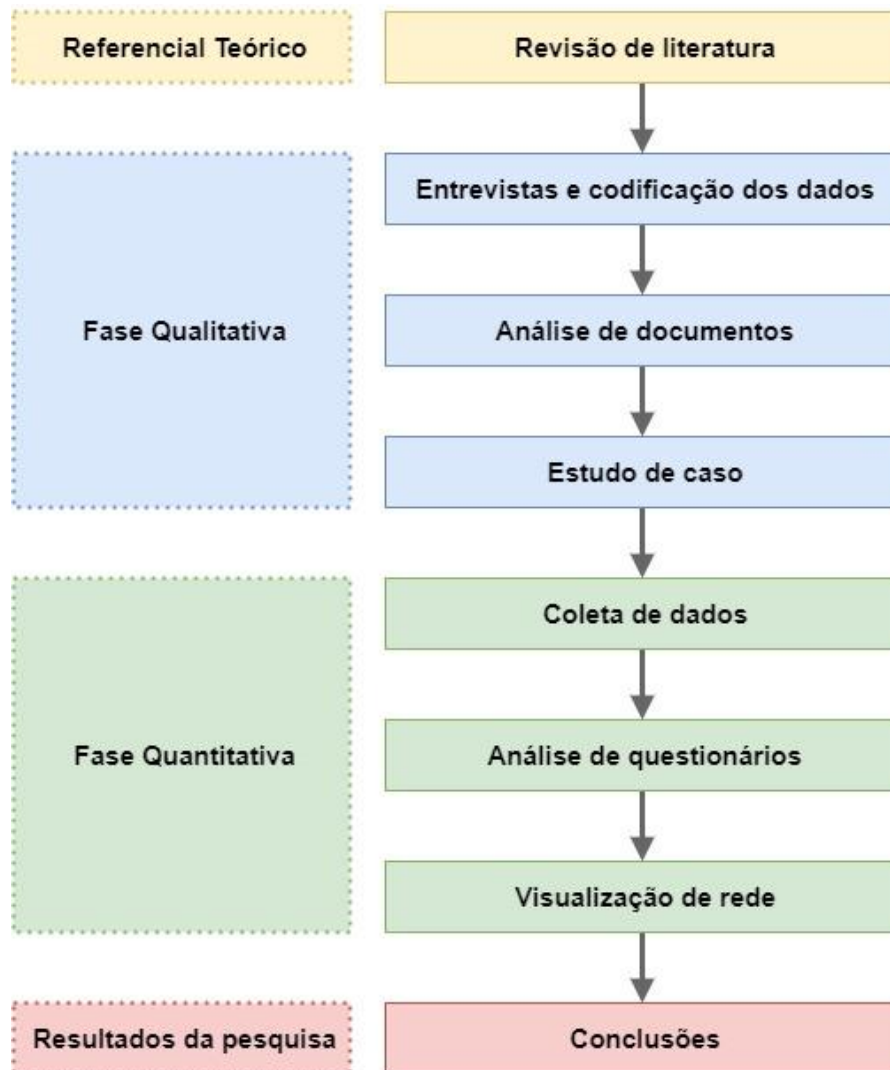 Referencial Teórico
Revisão de literatura
Entrevistas e codificação dos dados
Fase Qualitativa
Análise de documentos
Estudo de caso
Coleta de dados
Fase Quantitativa
Análise de questionários
Visualização de rede
Resultados da pesquisa
Conclusões